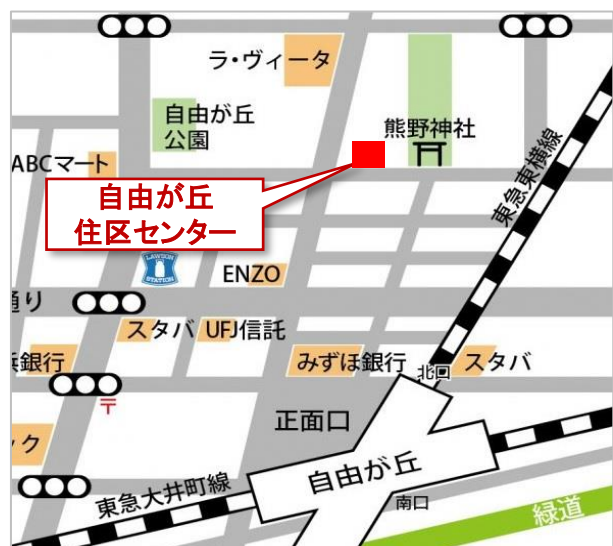 ラ・ヴィータ
自由が丘
公園
熊野神社
ABCマート
東急東横線
自由が丘
住区センター
LAWSON
STATION
ENZO
通り
スタバ
UFJ信託
浜銀行
みずほ銀行
北口
スタバ
〒
正面口
ック
自由が丘
東急大井町線
南口
緑道